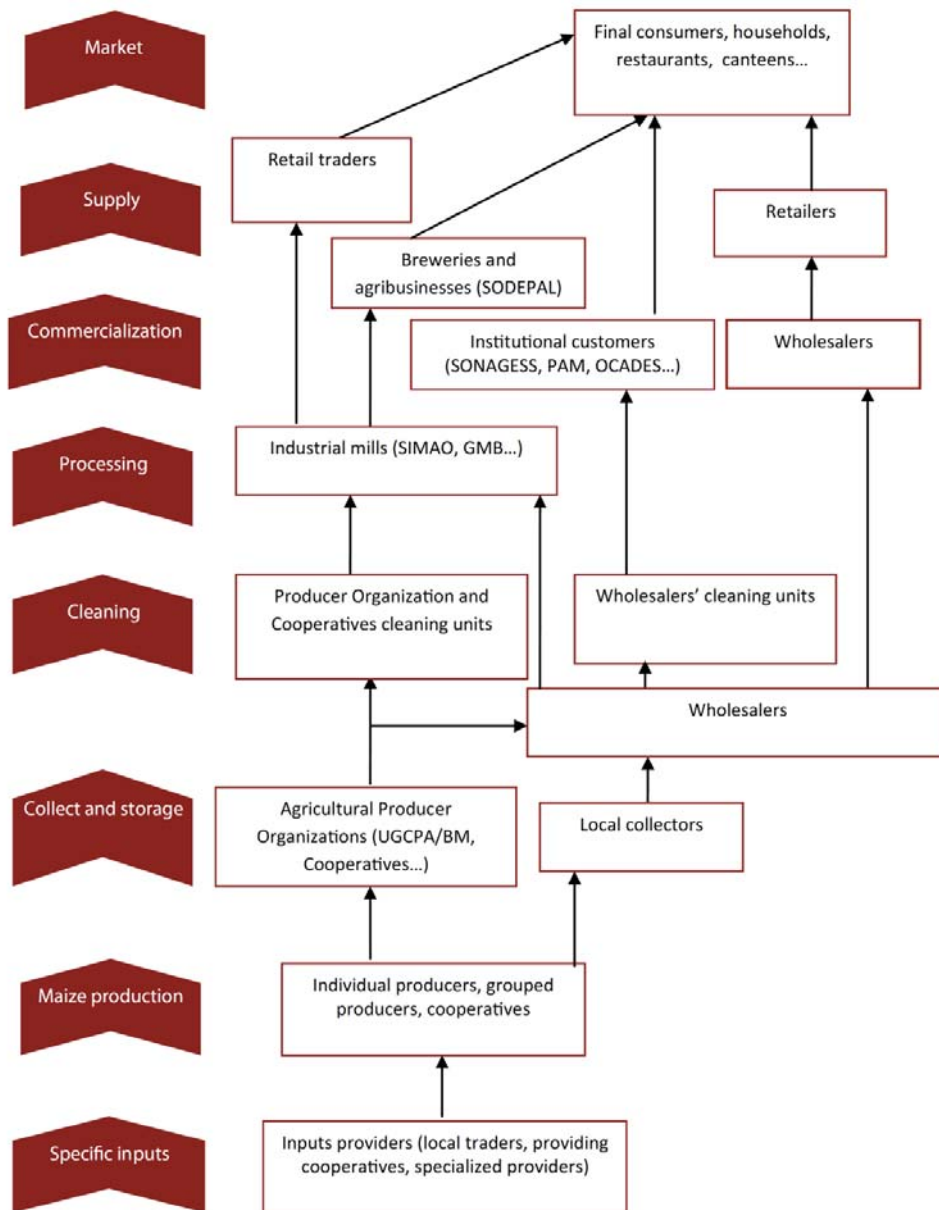 Market
Final consumers, households,
restaurants, canteens…
Retail traders
Supply
Retailers
Breweries and
agribusinesses (SODEPAL)
Commercialization
Institutional customers
(SONAGESS, PAM, OCADES…)
Wholesalers
Processing
Industrial mills (SIMAO, GMB…)
Cleaning
Producer Organization and
Cooperatives cleaning units
Wholesalers’ cleaning units
Wholesalers
Collect and storage
Agricultural Producer
Organizations (UGCPA/BM,
Cooperatives…)
Local collectors
Maize production
Individual producers, grouped
producers, cooperatives
Specific inputs
Inputs providers (local traders, providing
cooperatives, specialized providers)